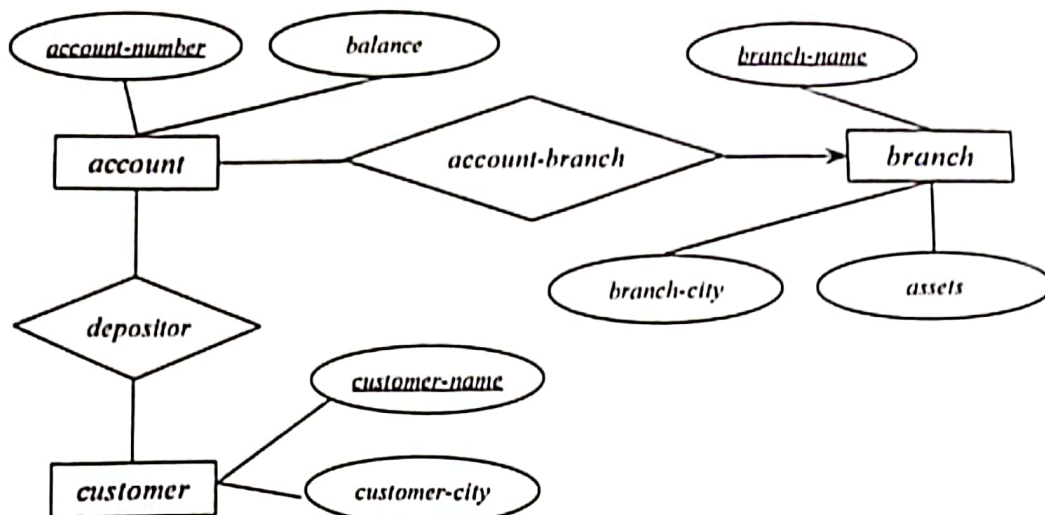 account-number
balance
branch-name
account
account-branch
branch
branch-city
assets
depositor
customer-name
customer
customer-city